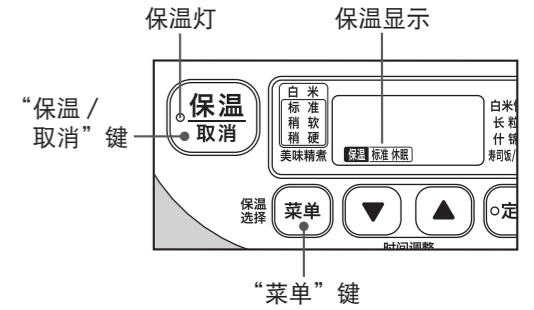 保温灯
保温显示
“保温 /
取消”键
保温
取消
白米
标准
稍软
稍硬
美味精煮
保温 标准 休眠
白米
长粒
什锦
寿司饭/
保温
选择
菜单
定
时间调整
“菜单”键